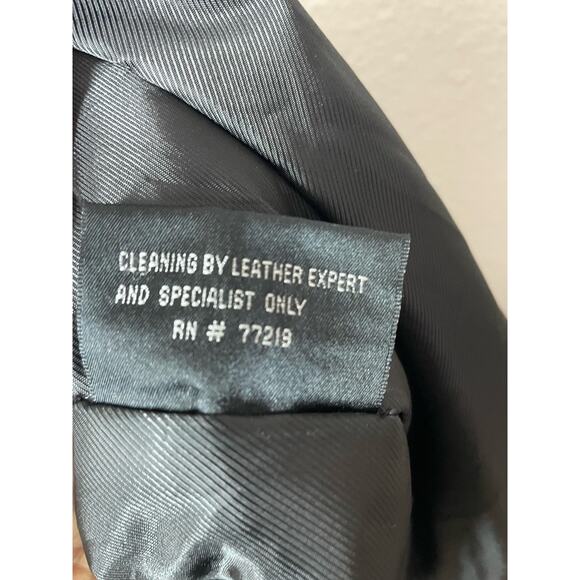 CLEANING BY LEATHER EXPERT
AND SPECIALIST ONLY
RN # 77219